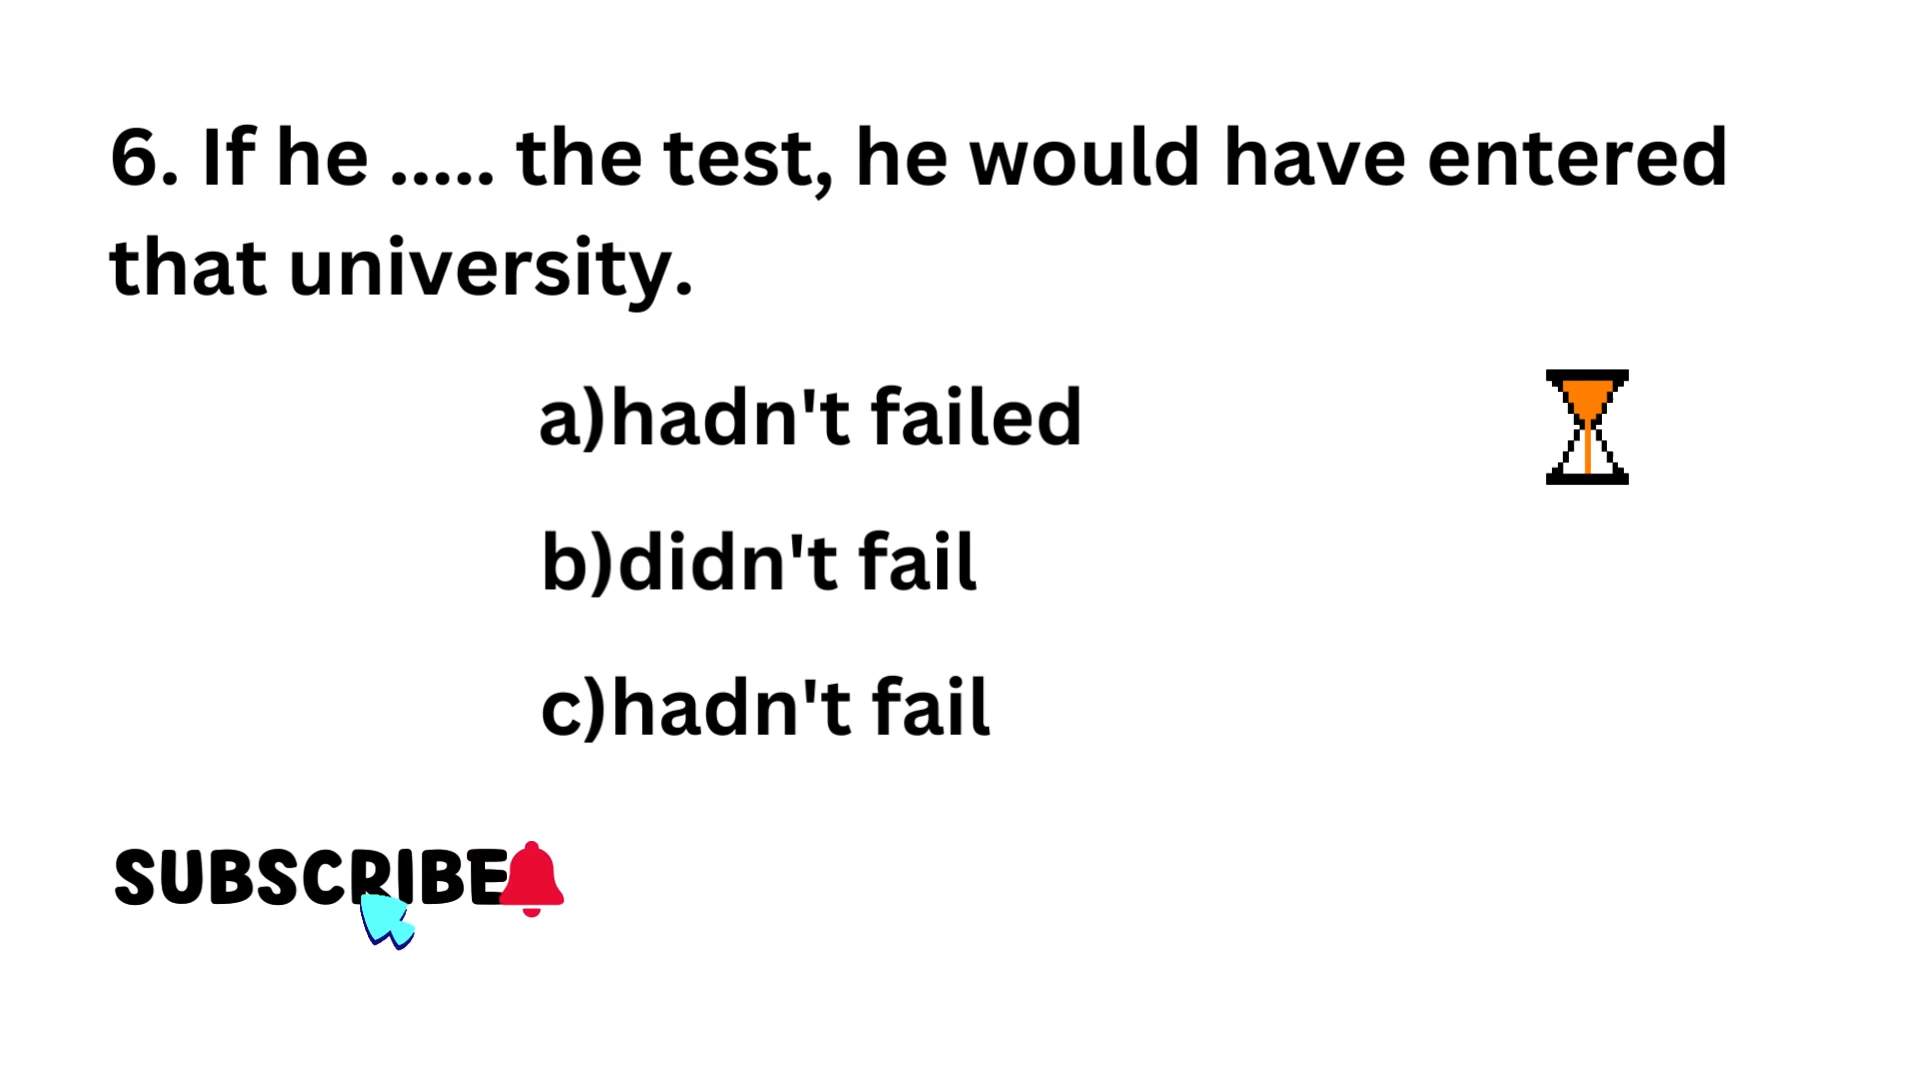 6. If he ..... the test, he would have entered
that university.
a)hadn't failed
b)didn't fail
c)hadn't fail
SUBSCRIBE